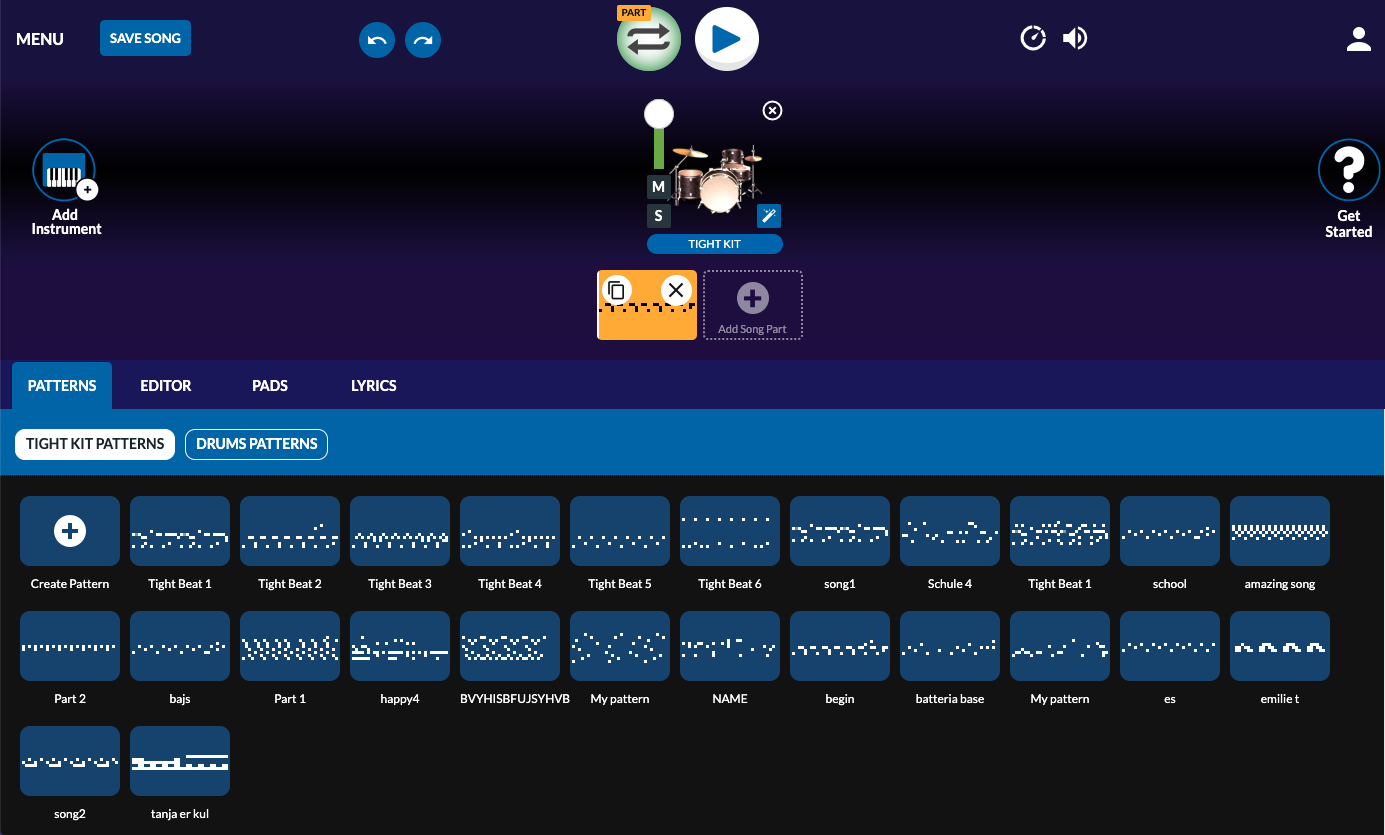 MENU
SAVE SONG
PART
Add
Instrument
M
S
TIGHT KIT
Get
Started
Add Song Part
PATTERNS
EDITOR
PADS
LYRICS
TIGHT KIT PATTERNS
DRUMS PATTERNS
Create Pattern
Tight Beat 1
Tight Beat 2
Tight Beat 3
Tight Beat 4
Tight Beat 5
Tight Beat 6
song1
Schule 4
Tight Beat 1
school
amazing song
Part 2
bajs
Part 1
happy4
BVYHISBFUJSYHVB
My pattern
NAME
begin
batteria base
My pattern
es
emilie t
song2
tanja er kul